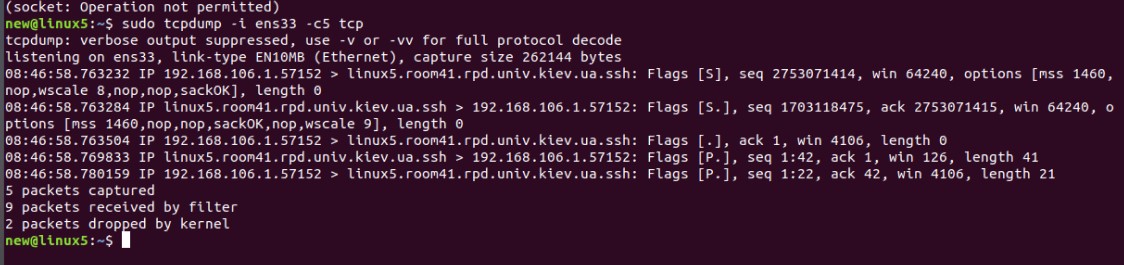 (socket: Operation not permitted)
new@linux5:~$ sudo tcpdump -i ens33 -c5 tcp
tcpdump: verbose output suppressed, use -v or -vv for full protocol decode
listening on ens33, link-type EN10MB (Ethernet), capture size 262144 bytes
08:46:58.763232 IP 192.168.106.1.57152 > linux5.room41.rpd.univ.kiev.ua.ssh: Flags [S], seq 2753071414, win 64240, options [mss 1460,
nop,wscale 8,nop,nop,sackOK], length 0
08:46:58.763284 IP linux5.room41.rpd.univ.kiev.ua.ssh > 192.168.106.1.57152: Flags [S.], seq 1703118475, ack 2753071415, win 64240, o
ptions [mss 1460,nop,nop,sackOK,nop,wscale 9], length 0
08:46:58.763504 IP 192.168.106.1.57152 > linux5.room41.rpd.univ.kiev.ua.ssh: Flags [.], ack 1, win 4106, length 0
08:46:58.769833 IP linux5.room41.rpd.univ.kiev.ua.ssh > 192.168.106.1.57152: Flags [P.], seq 1:42, ack 1, win 126, length 41
08:46:58.780159 IP 192.168.106.1.57152 > linux5.room41.rpd.univ.kiev.ua.ssh: Flags [P.], seq 1:22, ack 42, win 4106, length 21
5 packets captured
9 packets received by filter
2 packets dropped by kernel
new@linux5:~$